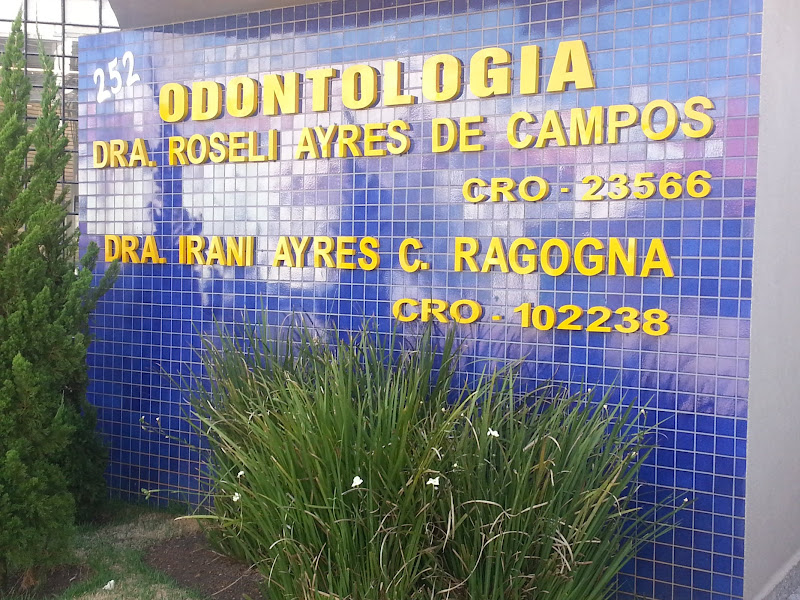 252
ODONTOLOGIA
DRA. ROSELI AYRES DE CAMPOS
CRO - 23566
DRA. IRANI AYRES C. RAGOGNA
CRO - 102238